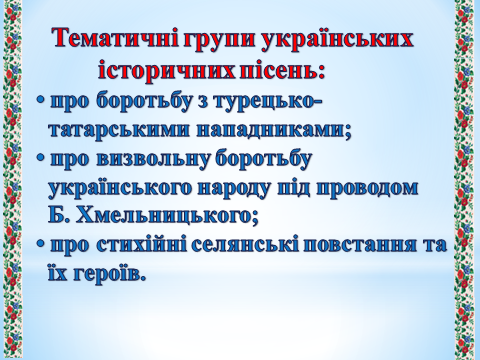 Тематичні групи українських
історичних пісень:
• про боротьбу з турецько-
татарськими нападниками;
• про визвольну боротьбу
українського народу під проводом
Б. Хмельницького;
• про стихійні селянські повстання та
їх героїв.